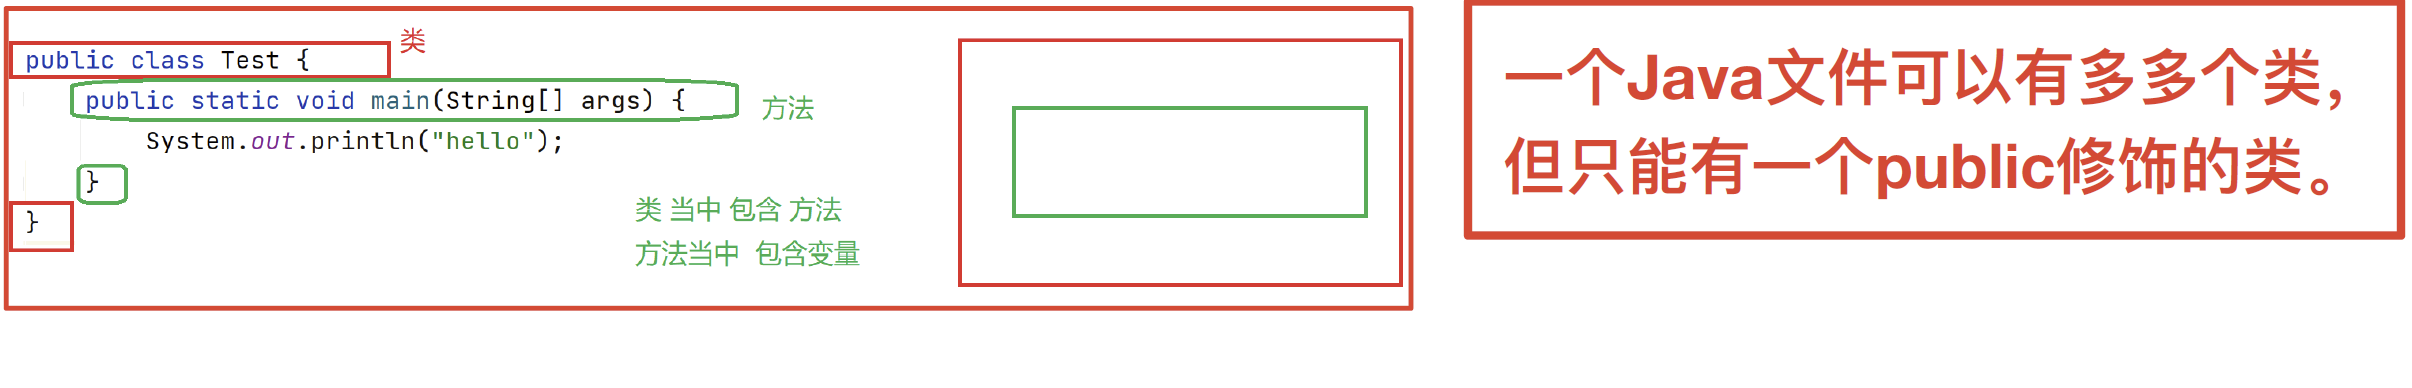 类
public class Test {
public static void main(String[] args) {
方法
System.out.println("hello");
}
类 当中 包含 方法
}
方法当中 包含变量
一个Java文件可以有多多个类，
但只能有一个public修饰的类。